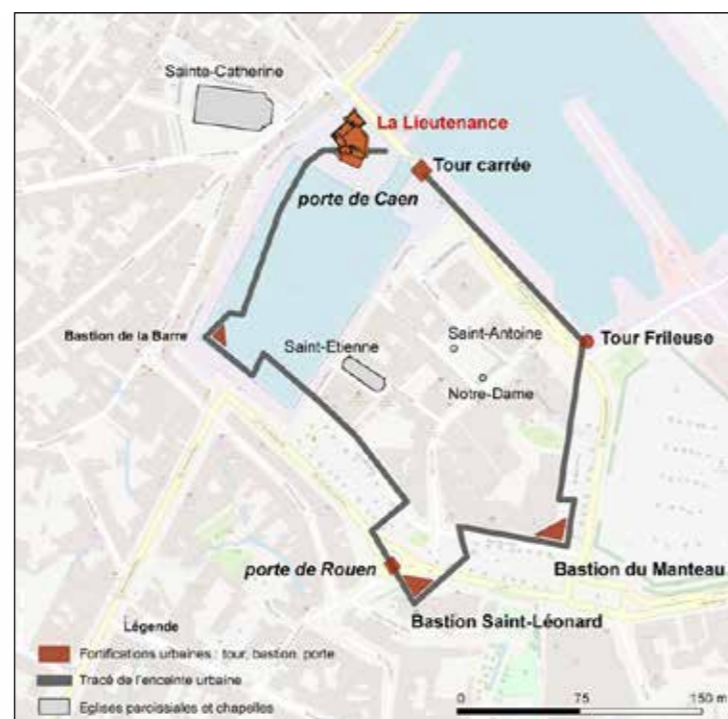 Sainte-Catherine
La Lieutenance
Tour carrée
porte de Caen
Bastion de la Barre
Saint-Etienne
Saint-Antoine
Tour Frileuse
Notre-Dame
porte de Rouen
Bastion du Manteau
Bastion Saint-Léonard
Légende
Fortifications urbaines : tour, bastion, porte
Tracé de l'enceinte urbaine
Eglises paroissiales et chapelles
0 75 150 m